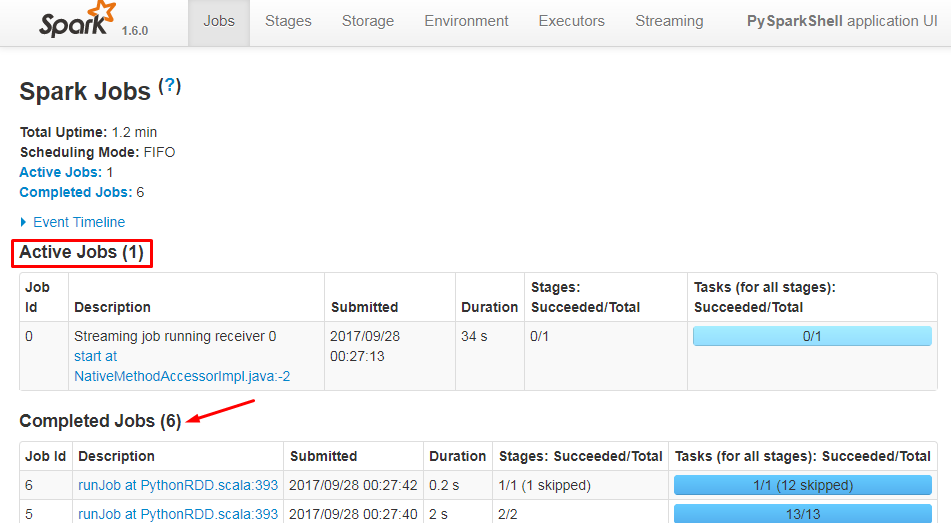 Spark 1.6.0 Jobs Stages Storage Environment Executors Streaming PySparkShell application UI
Spark Jobs (?)
Total Uptime: 1.2 min
Scheduling Mode: FIFO
Active Jobs: 1
Completed Jobs: 6
Event Timeline
Active Jobs (1)
Job Id Description Submitted Duration Stages: Succeeded/Total Tasks (for all stages): Succeeded/Total
0 Streaming job running receiver 0 2017/09/28 34 s 0/1 0/1
start at 00:27:13
NativeMethodAccessorImpl.java:-2
Completed Jobs (6)
Job Id Description Submitted Duration Stages: Succeeded/Total Tasks (for all stages): Succeeded/Total
6 runJob at PythonRDD.scala:393 2017/09/28 00:27:42 0.2 s 1/1 (1 skipped) 1/1 (12 skipped)
5 runJob at PythonRDD.scala:393 2017/09/28 00:27:40 2 s 2/2 13/13